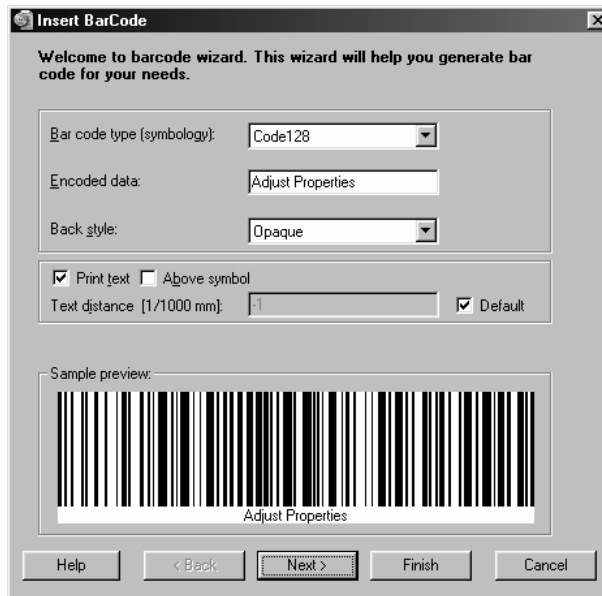 Insert BarCode
Welcome to barcode wizard. This wizard will help you generate bar
code for your needs.
Bar code type (symbology): Code128
Encoded data: Adjust Properties
Back style: Opaque
Print text Above symbol
Text distance [1/1000 mm]: -1 Default
Sample preview:
Adjust Properties
Help < Back Next > Finish Cancel